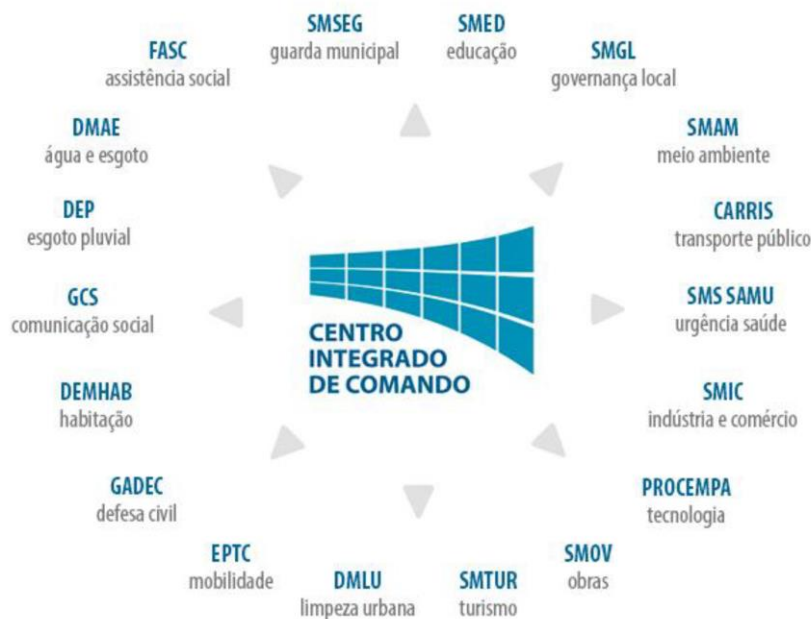 SMSEG
guarda municipal
SMED
educação
SMGL
governança local
SMAM
meio ambiente
CARRIS
transporte público
SMS SAMU
urgência saúde
SMIC
indústria e comércio
PROCEMPA
tecnologia
SMOV
obras
SMTUR
turismo
DMLU
limpeza urbana
EPTC
mobilidade
GADEC
defesa civil
DEMHAB
habitação
GCS
comunicação social
DEP
esgoto pluvial
DMAE
água e esgoto
FASC
assistência social
CENTRO
INTEGRADO
DE COMANDO